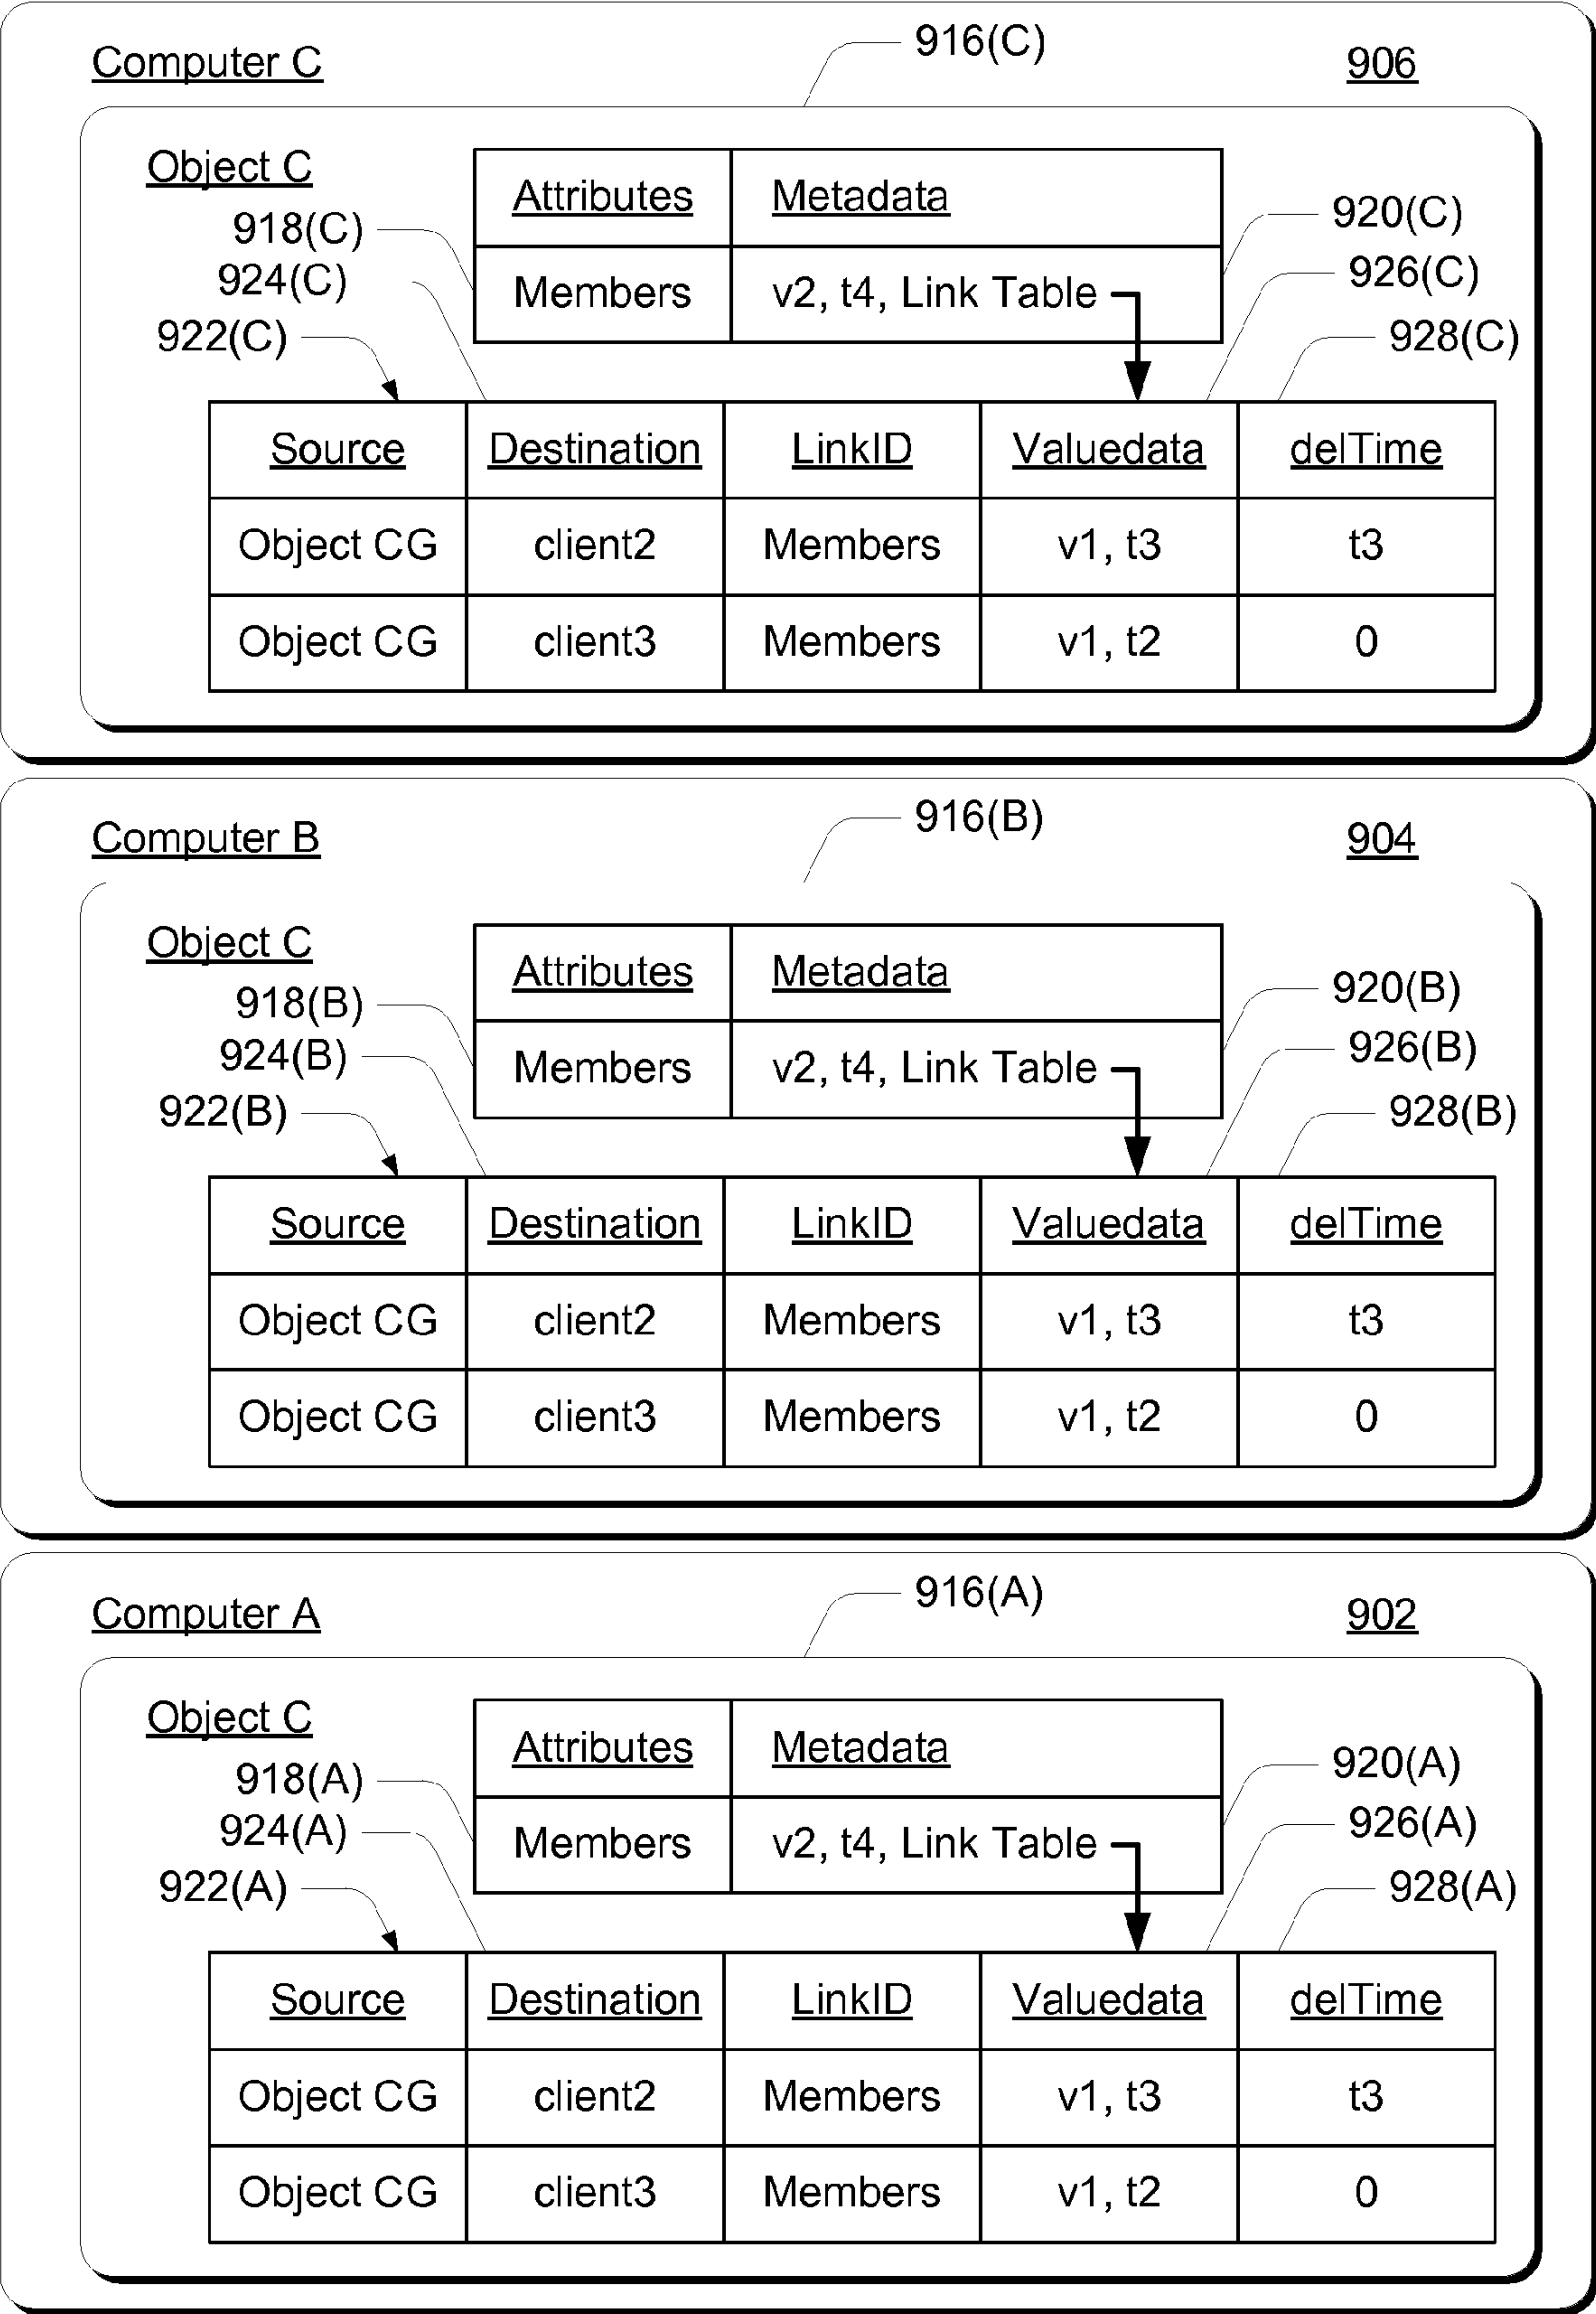 Computer C 916(C) 906
Object C
Attributes Metadata
918(C) 920(C)
924(C) Members v2, t4, Link Table 926(C)
922(C) 928(C)
Source Destination LinkID Valuedata delTime
Object CG client2 Members v1, t3 t3
Object CG client3 Members v1, t2 0
Computer B 916(B) 904
Object C
Attributes Metadata
918(B) 920(B)
924(B) Members v2, t4, Link Table 926(B)
922(B) 928(B)
Source Destination LinkID Valuedata delTime
Object CG client2 Members v1, t3 t3
Object CG client3 Members v1, t2 0
Computer A 916(A) 902
Object C
Attributes Metadata
918(A) 920(A)
924(A) Members v2, t4, Link Table 926(A)
922(A) 928(A)
Source Destination LinkID Valuedata delTime
Object CG client2 Members v1, t3 t3
Object CG client3 Members v1, t2 0